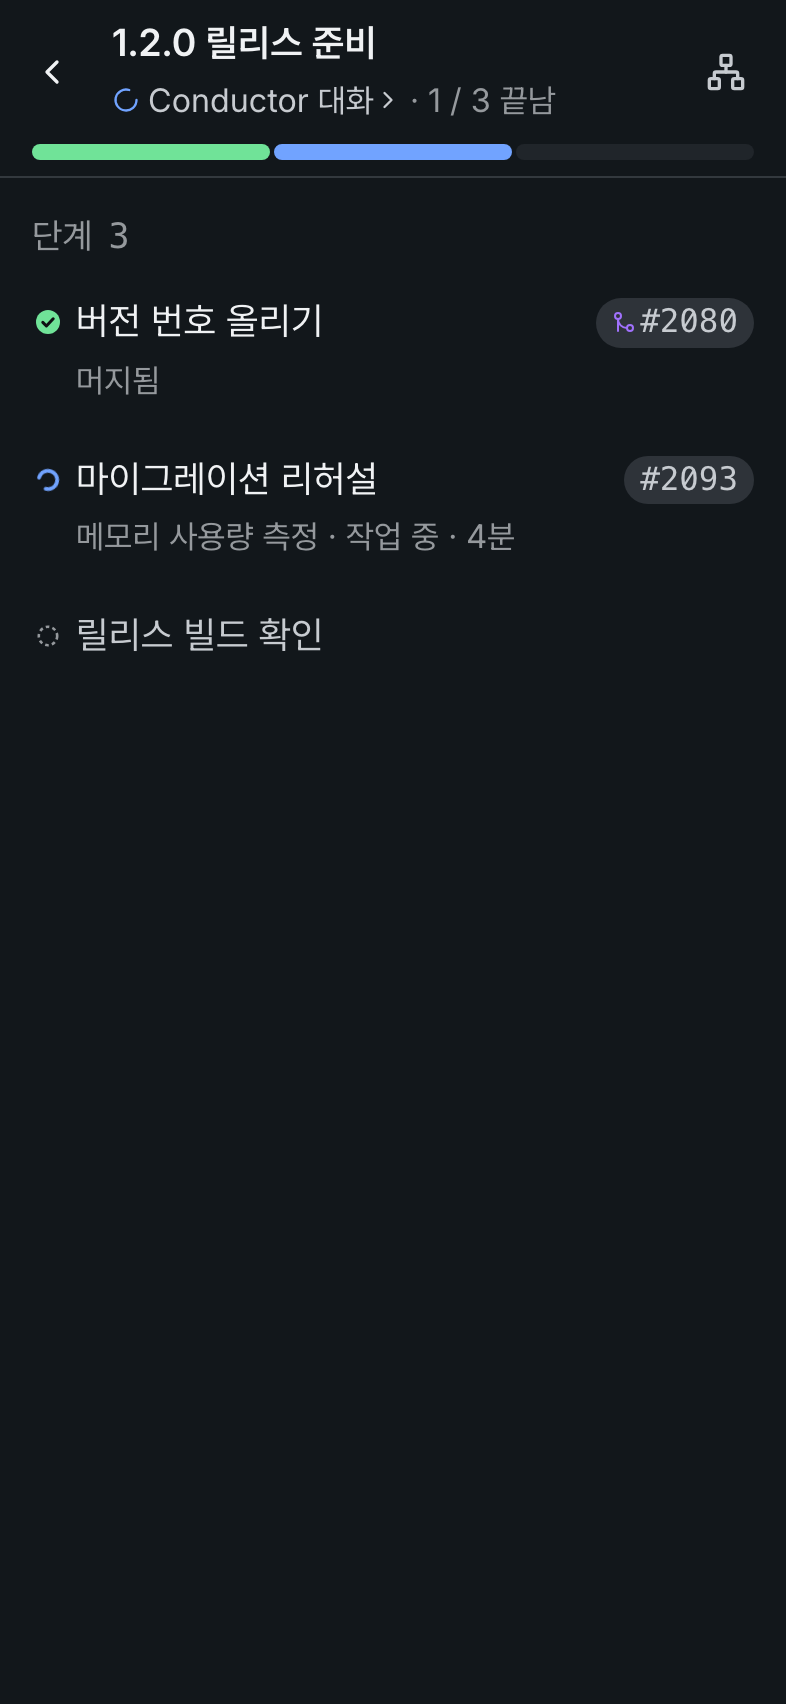 1.2.0 릴리스 준비
Conductor 대화 › · 1 / 3 끝남
단계 3
버전 번호 올리기 #2080
머지됨
마이그레이션 리허설 #2093
메모리 사용량 측정 · 작업 중 · 4분
릴리스 빌드 확인